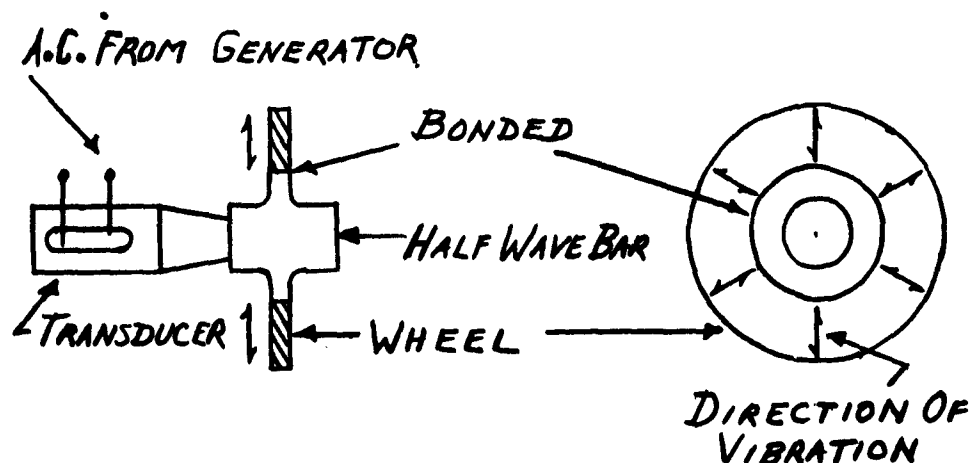 A.C. FROM GENERATOR
BONDED
HALF WAVE BAR
TRANSDUCER
WHEEL
DIRECTION OF
VIBRATION